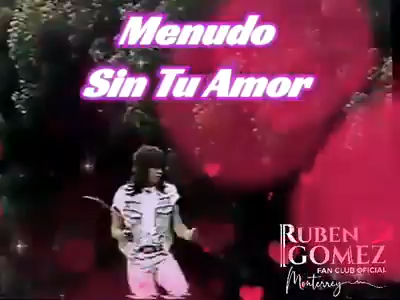 Menudo
Sin Tu Amor
RUBEN
GOMEZ
FAN CLUB OFICIAL
Monterrey